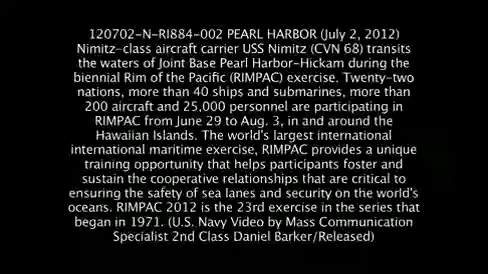 120702-N-RI884-002 PEARL HARBOR (July 2, 2012)
Nimitz-class aircraft carrier USS Nimitz (CVN 68) transits
the waters of Joint Base Pearl Harbor-Hickam during the
biennial Rim of the Pacific (RIMPAC) exercise. Twenty-two
nations, more than 40 ships and submarines, more than
200 aircraft and 25,000 personnel are participating in
RIMPAC from June 29 to Aug. 3, in and around the
Hawaiian Islands. The world's largest international
international maritime exercise, RIMPAC provides a unique
training opportunity that helps participants foster and
sustain the cooperative relationships that are critical to
ensuring the safety of sea lanes and security on the world's
oceans. RIMPAC 2012 is the 23rd exercise in the series that
began in 1971. (U.S. Navy Video by Mass Communication
Specialist 2nd Class Daniel Barker/Released)